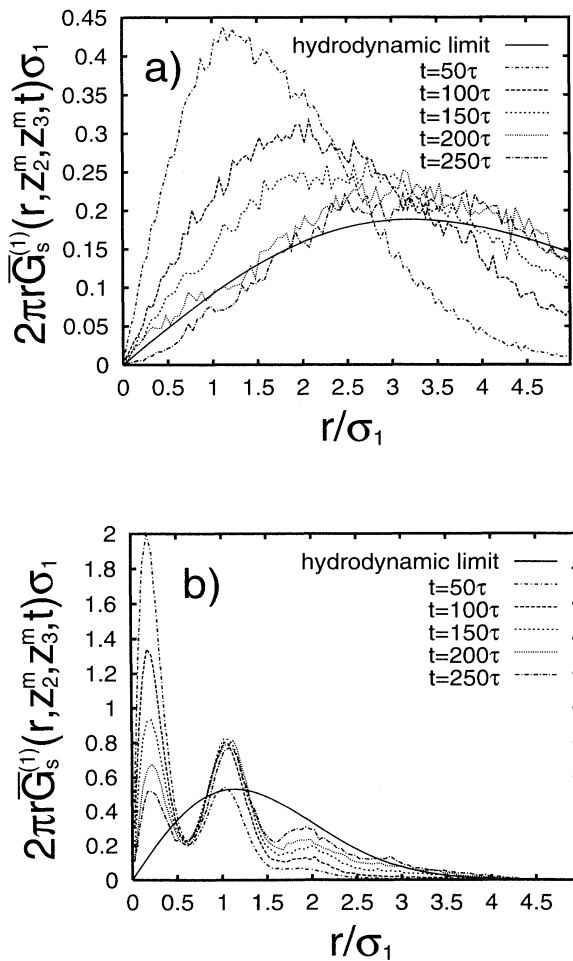 2πrG̅ₛ⁽¹⁾(r,z₂ᵐ,z₃ᵐ,t)σ₁
a)
hydrodynamic limit
t=50τ
t=100τ
t=150τ
t=200τ
t=250τ
0.45
0.4
0.35
0.3
0.25
0.2
0.15
0.1
0.05
0
0 0.5 1 1.5 2 2.5 3 3.5 4 4.5
r/σ₁
2πrG̅ₛ⁽¹⁾(r,z₂ᵐ,z₃ᵐ,t)σ₁
b)
hydrodynamic limit
t=50τ
t=100τ
t=150τ
t=200τ
t=250τ
2
1.8
1.6
1.4
1.2
1
0.8
0.6
0.4
0.2
0
0 0.5 1 1.5 2 2.5 3 3.5 4 4.5
r/σ₁